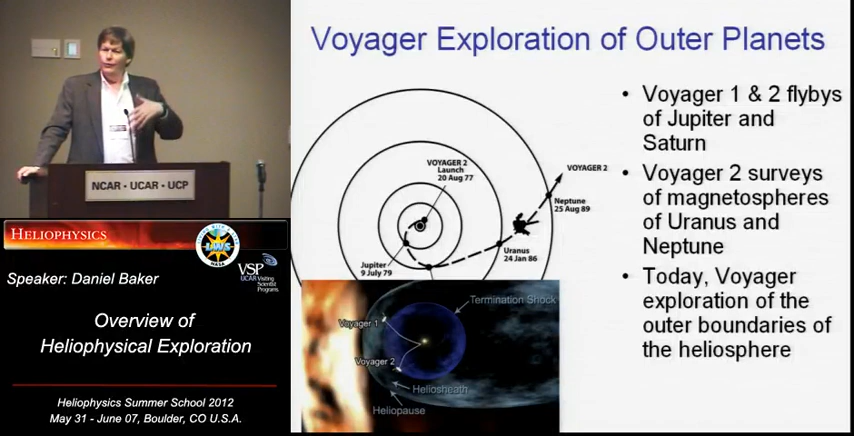 Voyager Exploration of Outer Planets
NCAR • UCAR • UCP
HELIOPHYSICS
LWS
NASA
VSP
UCAR Visiting
Scientist
Programs
Speaker: Daniel Baker
Overview of
Heliophysical Exploration
Heliophysics Summer School 2012
May 31 - June 07, Boulder, CO U.S.A.
VOYAGER 2
Launch
20 Aug 77
VOYAGER 2
Neptune
25 Aug 89
Uranus
24 Jan 86
Jupiter
9 July 79
Termination Shock
Voyager 1
Voyager 2
Heliosheath
Heliopause
• Voyager 1 & 2 flybys
of Jupiter and
Saturn
• Voyager 2 surveys
of magnetospheres
of Uranus and
Neptune
• Today, Voyager
exploration of the
outer boundaries of
the heliosphere